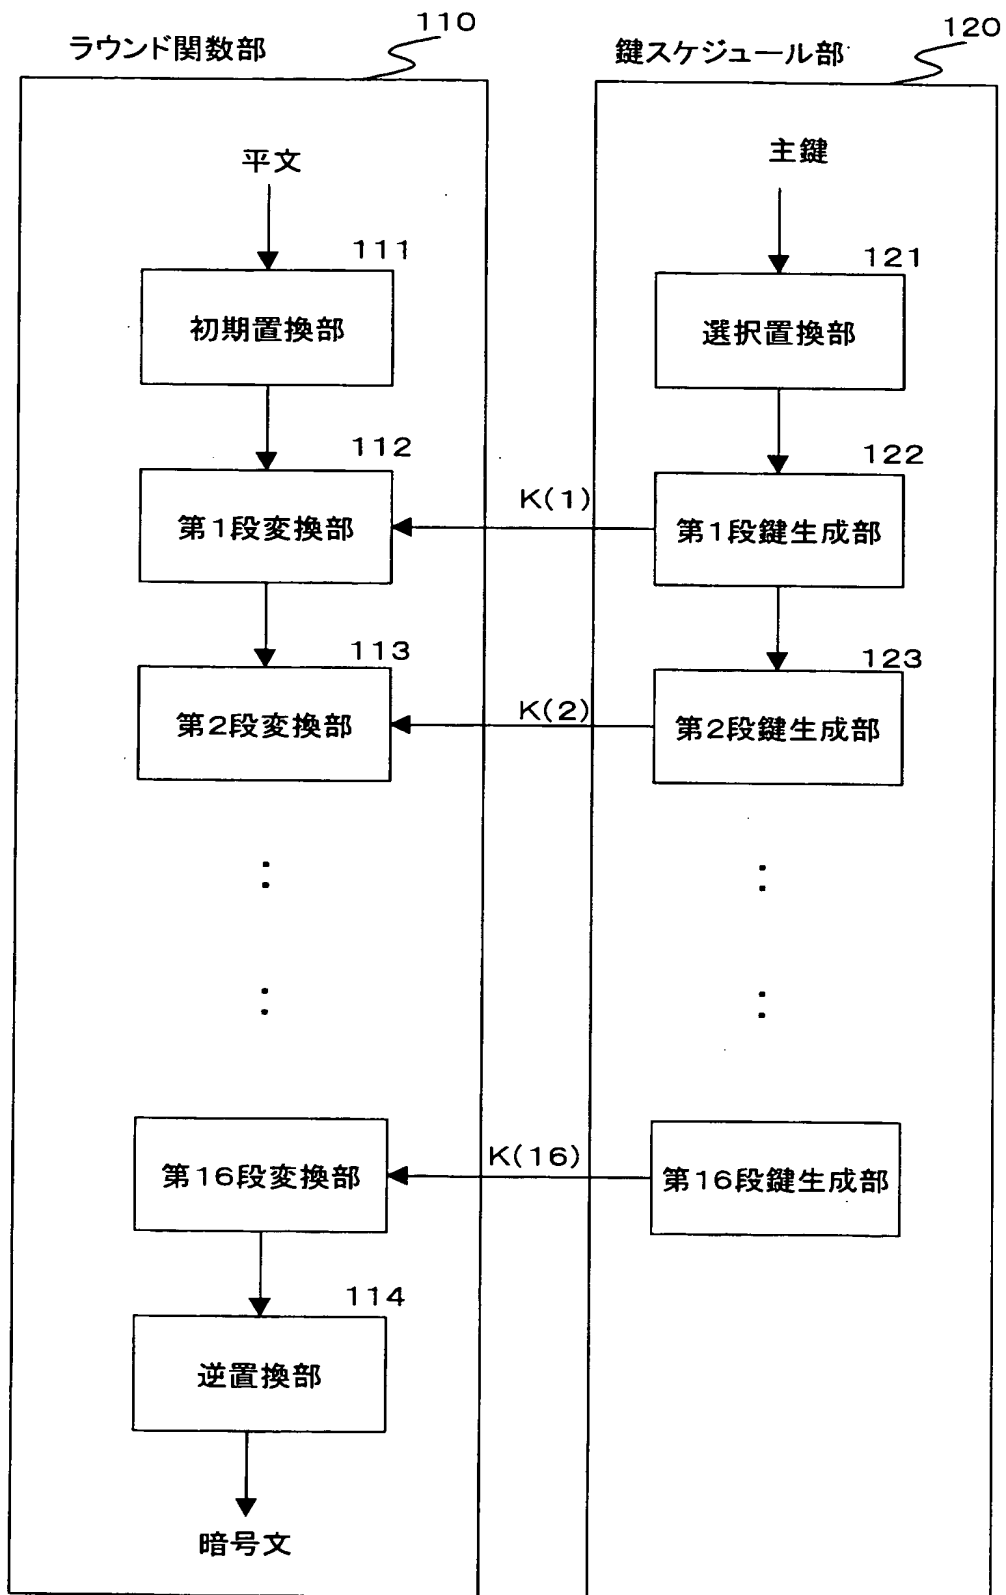 110
ラウンド関数部
120
鍵スケジュール部
平文
主鍵
111
初期置換部
121
選択置換部
112
第1段変換部
K(1)
122
第1段鍵生成部
113
第2段変換部
K(2)
123
第2段鍵生成部
第16段変換部
K(16)
第16段鍵生成部
114
逆置換部
暗号文